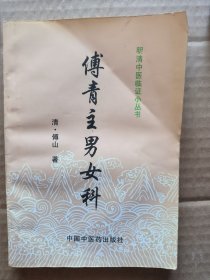 明清中医临证小丛书
傅青主男女科
清·傅山 著
中国中医药出版社